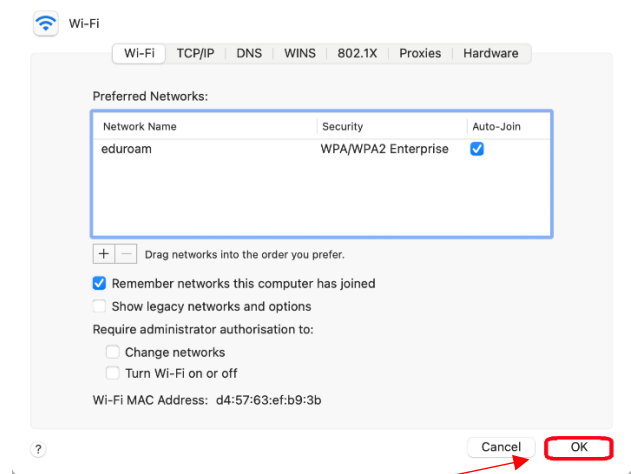 Wi-Fi
Wi-Fi TCP/IP DNS WINS 802.1X Proxies Hardware
Preferred Networks:
Network Name Security Auto-Join
eduroam WPA/WPA2 Enterprise
+ − Drag networks into the order you prefer.
Remember networks this computer has joined
Show legacy networks and options
Require administrator authorisation to:
Change networks
Turn Wi-Fi on or off
Wi-Fi MAC Address: d4:57:63:ef:b9:3b
? Cancel OK